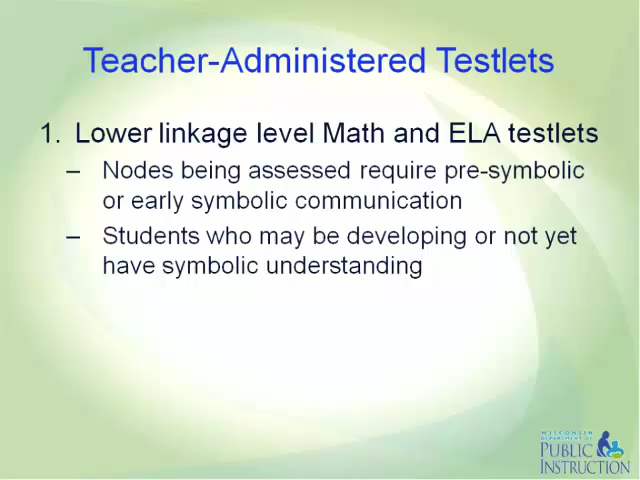 Teacher-Administered Testlets
1. Lower linkage level Math and ELA testlets
– Nodes being assessed require pre-symbolic
or early symbolic communication
– Students who may be developing or not yet
have symbolic understanding
WISCONSIN
DEPARTMENT OF
PUBLIC
INSTRUCTION